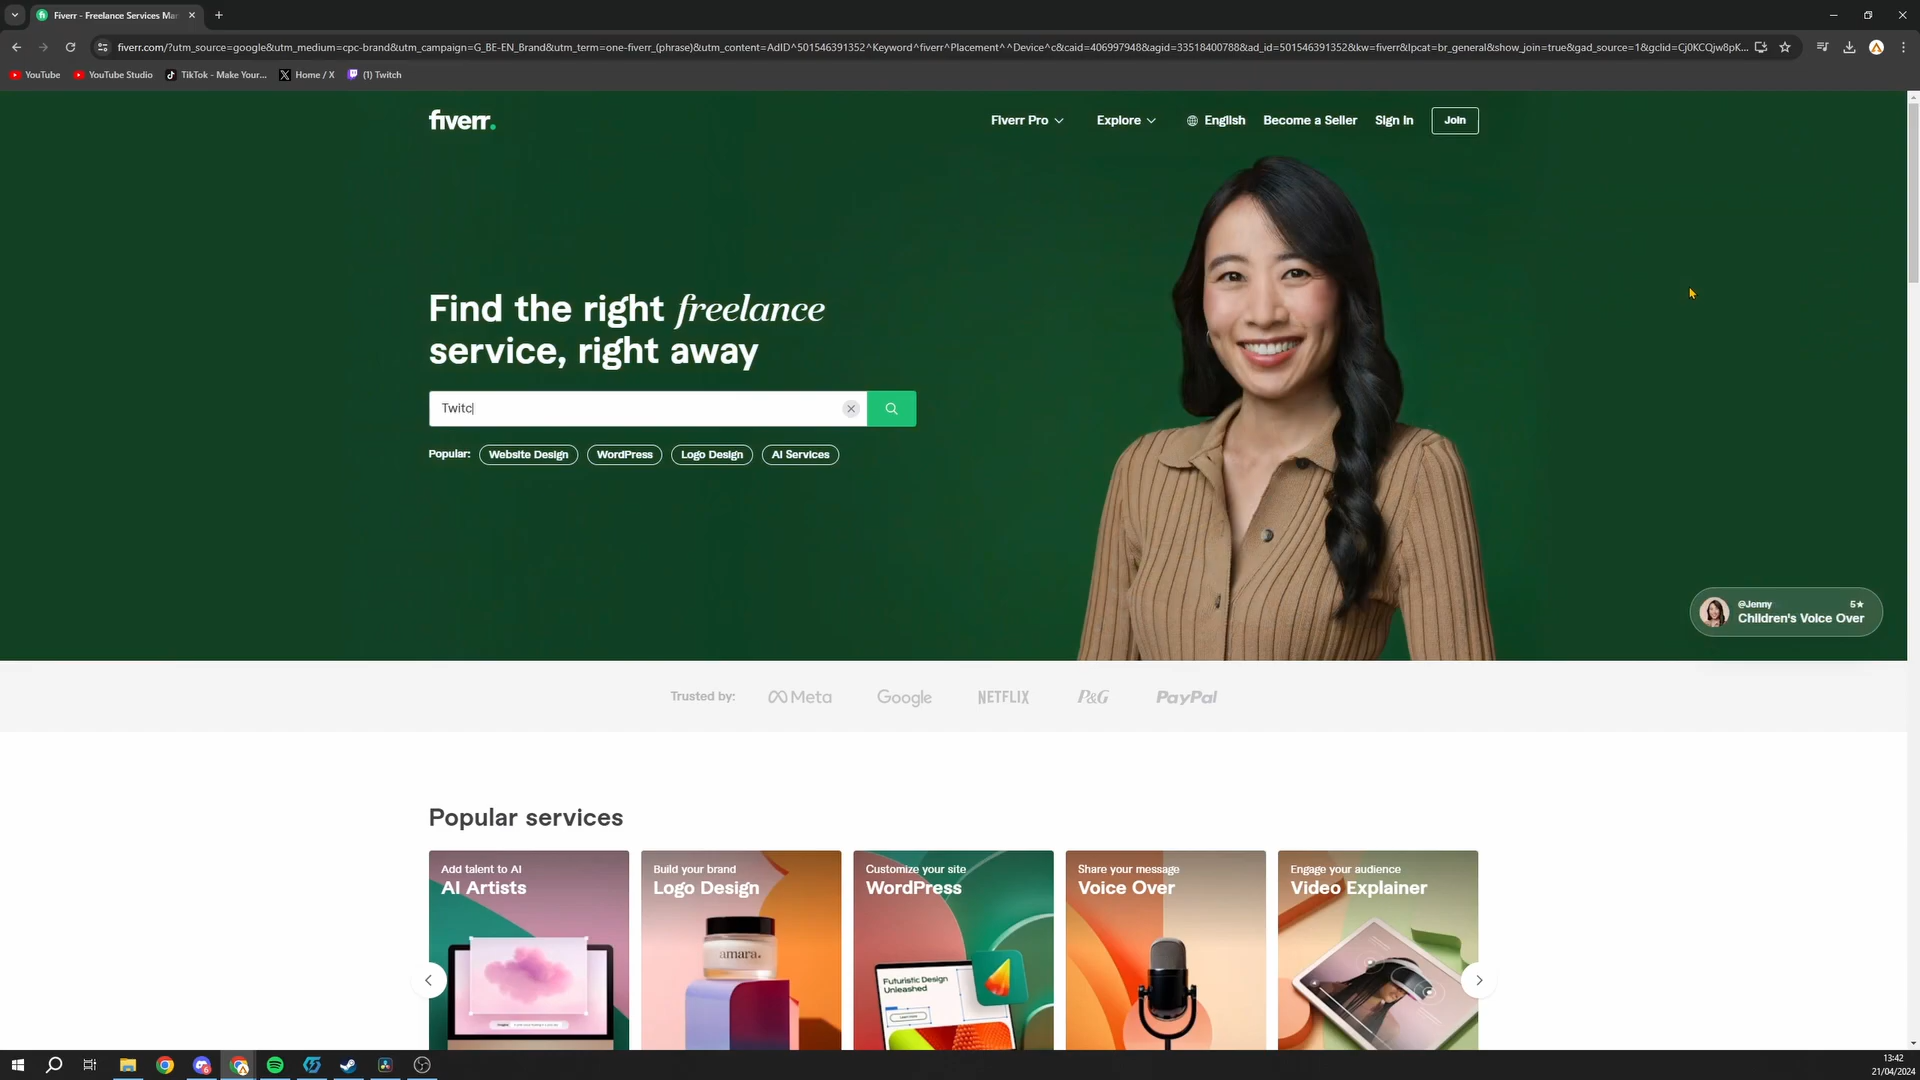 Fiverr - Freelance Services Mar
fiverr.com/?utm_source=google&utm_medium=cpc-brand&utm_campaign=G_BE-EN_Brand&utm_term=one-fiverr_(phrase)&utm_content=AdID^501546391352^Keyword^fiverr^Placement^^Device^c&caid=406997948&agid=33518400788&ad_id=501546391352&kw=fiverr&lpcat=br_general&show_join=true&gad_source=1&gclid=Cj0KCQjw8pK...
YouTube YouTube Studio TikTok - Make Your... Home / X (1) Twitch
fiverr. Fiverr Pro Explore English Become a Seller Sign In Join
Find the right freelance
service, right away
Twitc
Popular: Website Design WordPress Logo Design AI Services
@Jenny 5★
Children's Voice Over
Trusted by: Meta Google NETFLIX P&G PayPal
Popular services
Add talent to AI
AI Artists
Build your brand
Logo Design
Customize your site
WordPress
Share your message
Voice Over
Engage your audience
Video Explainer
amara.
Futuristic Design
Unleashed
13:42
21/04/2024